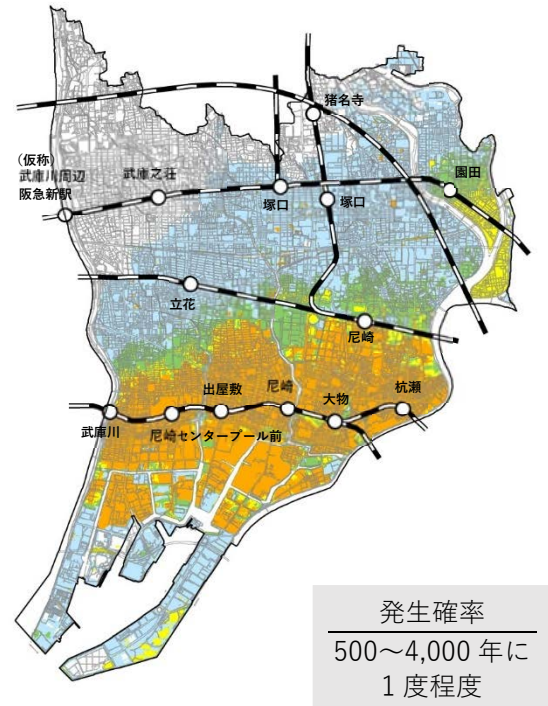 猪名寺
(仮称)
武庫川周辺
阪急新駅
武庫之荘
塚口
塚口
園田
立花
尼崎
出屋敷
尼崎
大物
杭瀬
武庫川
尼崎センタープール前
発生確率
500～4,000 年に
1 度程度